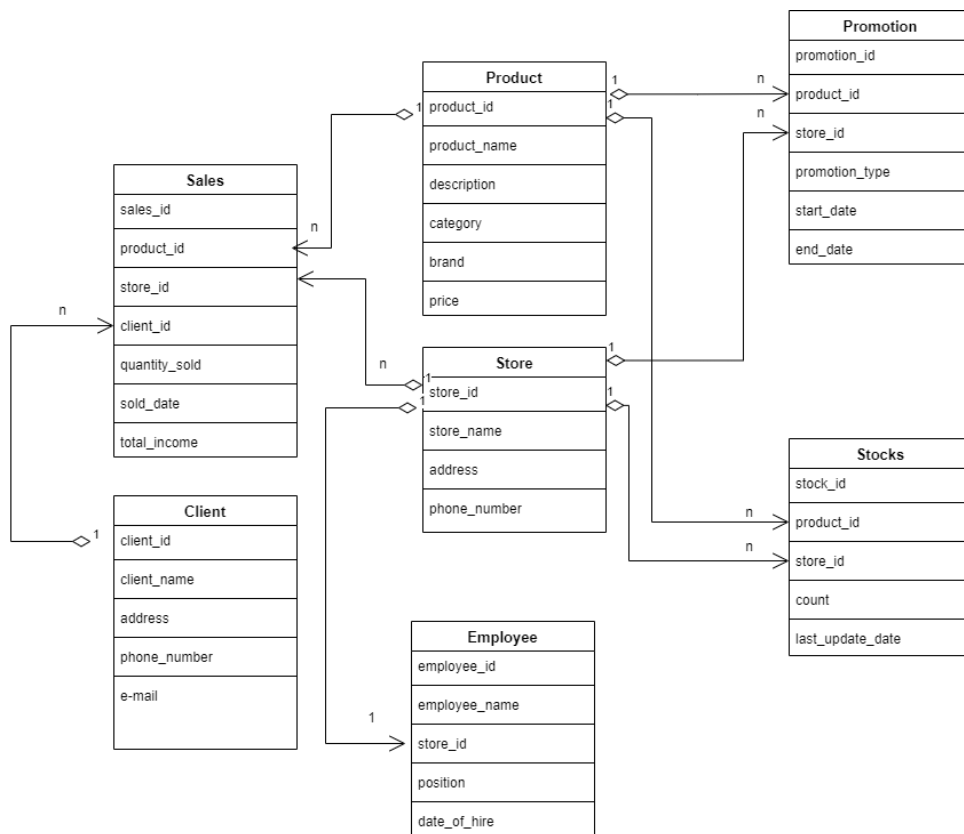 Promotion
promotion_id
product_id
store_id
promotion_type
start_date
end_date
1
n
1
n
Product
product_id
product_name
description
category
brand
price
1
n
Sales
sales_id
product_id
store_id
client_id
quantity_sold
sold_date
total_income
n
n
Store
store_id
store_name
address
phone_number
1
1
1
1
Stocks
stock_id
product_id
store_id
count
last_update_date
n
n
Client
client_id
client_name
address
phone_number
e-mail
1
Employee
employee_id
employee_name
store_id
position
date_of_hire
1